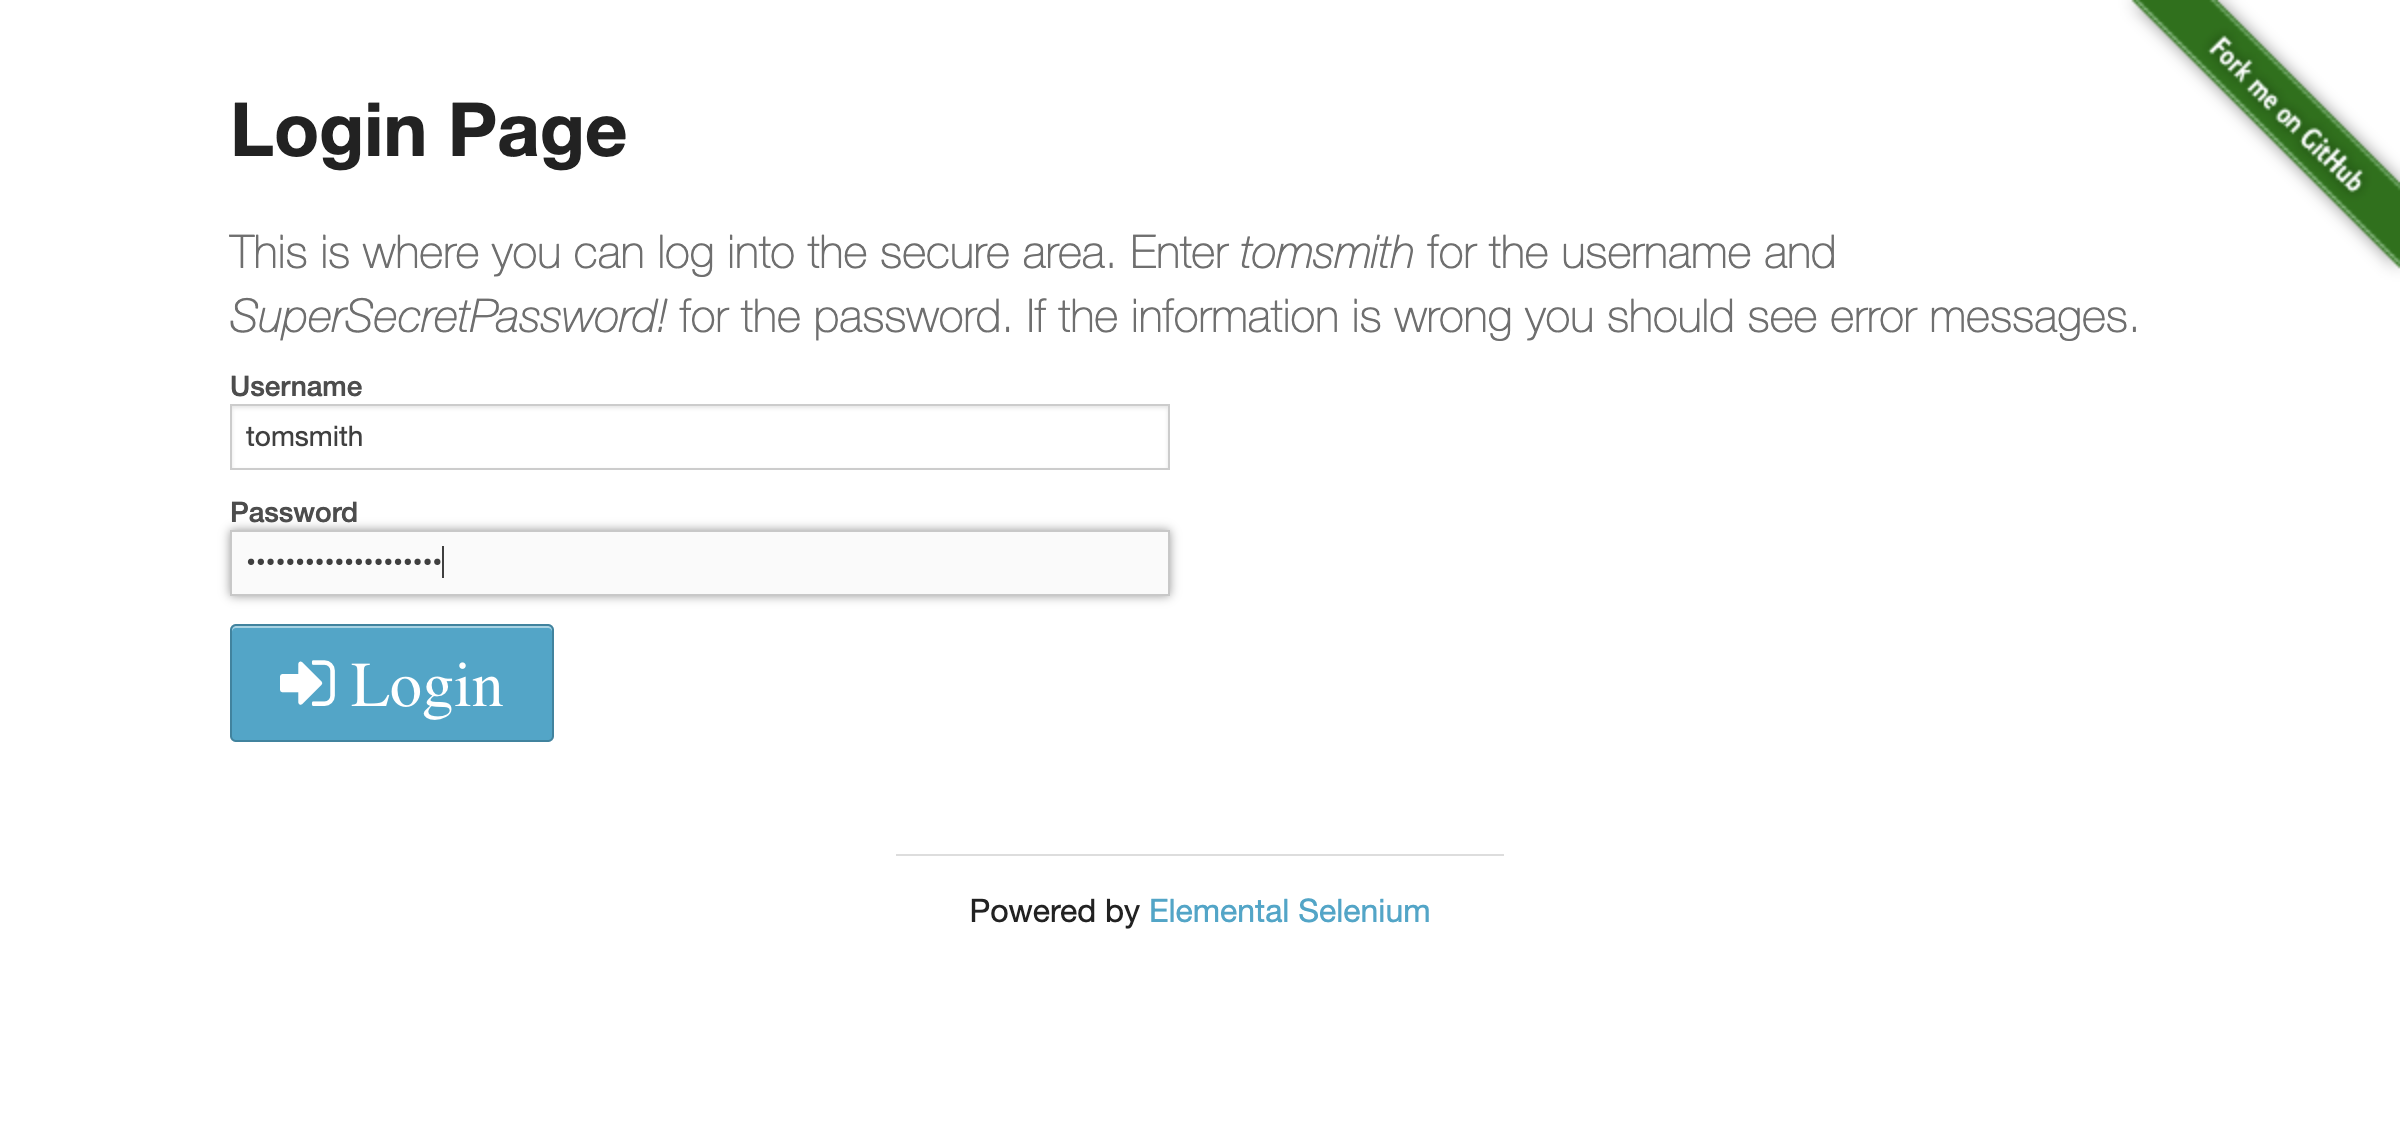 Fork me on GitHub
Login Page
This is where you can log into the secure area. Enter tomsmith for the username and
SuperSecretPassword! for the password. If the information is wrong you should see error messages.
Username
tomsmith
Password
••••••••••••••••••••
Login
Powered by Elemental Selenium